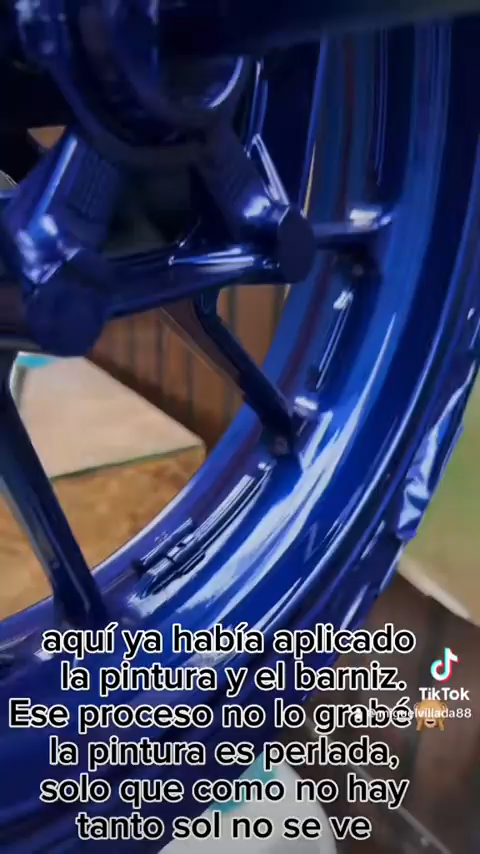 aquí ya había aplicado
la pintura y el barniz.
Ese proceso no lo grabé🙈
la pintura es perlada,
solo que como no hay
tanto sol no se ve
TikTok
@miguelvillada88